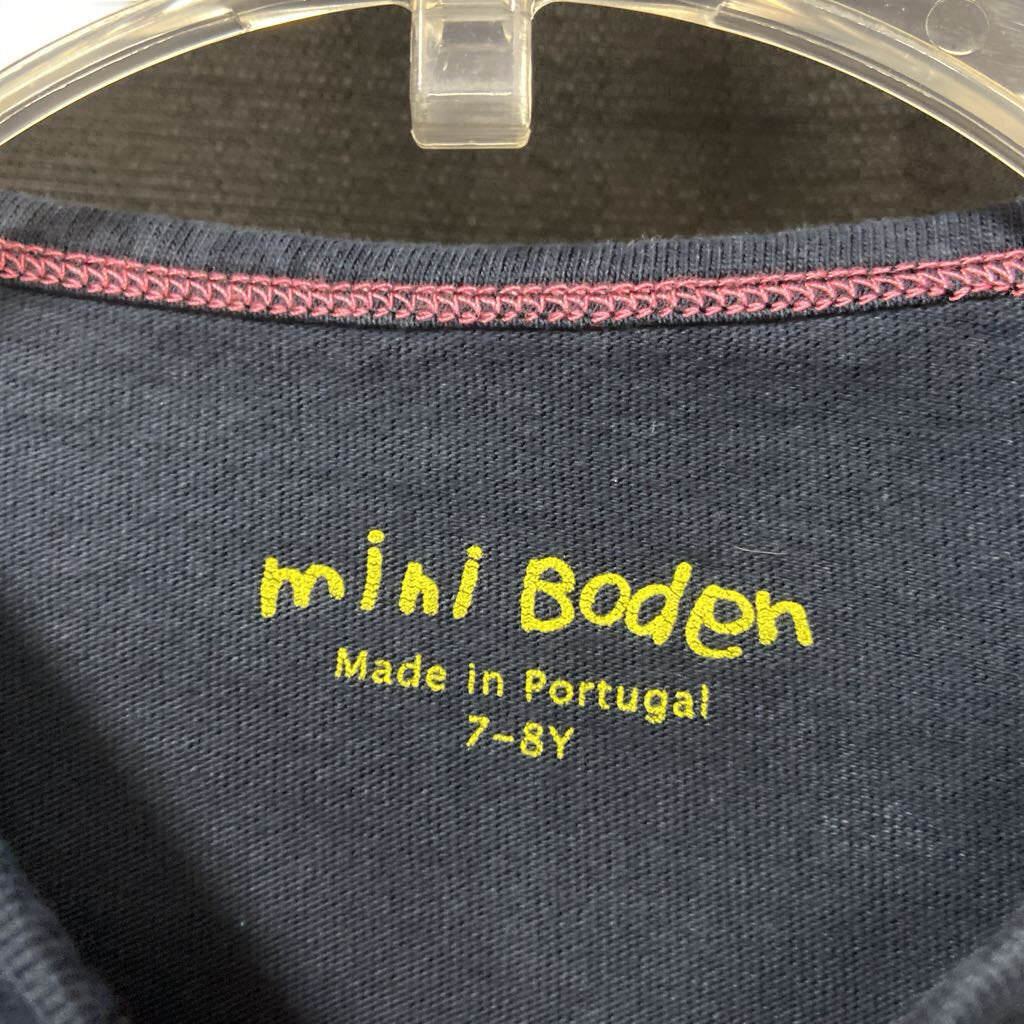 mini Boden
Made in Portugal
7-8Y